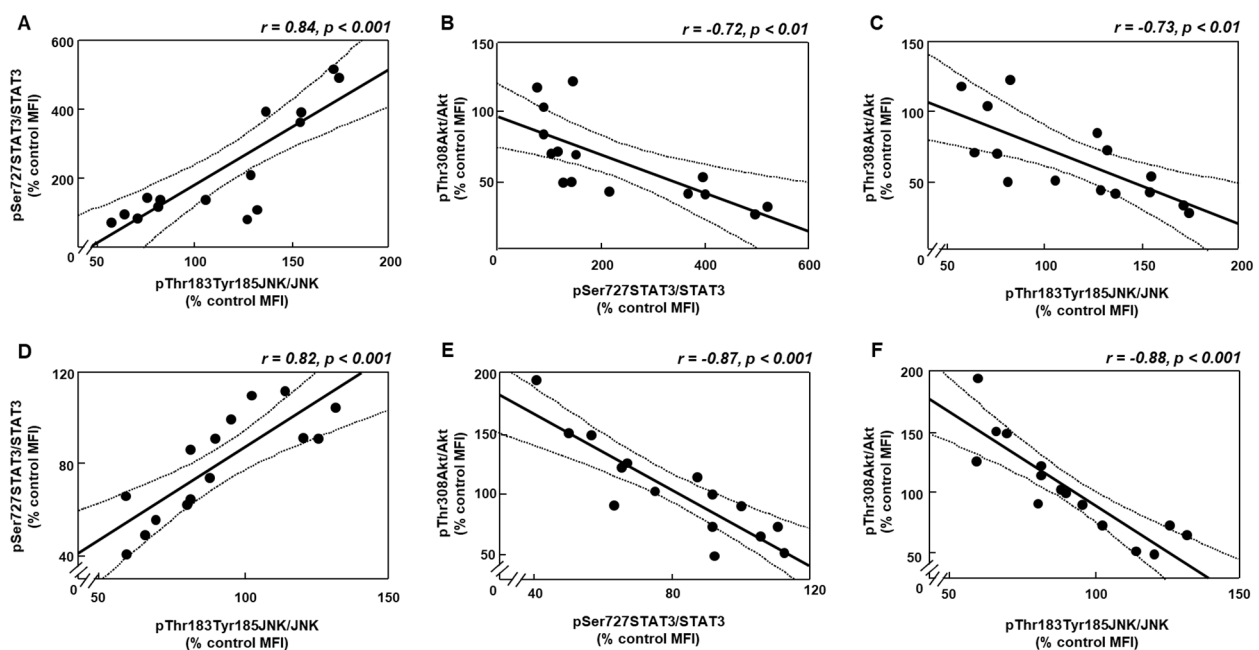 A
r = 0.84, p < 0.001
600
400
200
0
50
100
150
200
pSer727STAT3/STAT3
(% control MFI)
pThr183Tyr185JNK/JNK
(% control MFI)
B
r = -0.72, p < 0.01
150
100
50
0
200
400
600
pThr308Akt/Akt
(% control MFI)
pSer727STAT3/STAT3
(% control MFI)
C
r = -0.73, p < 0.01
150
100
50
0
50
100
150
200
pThr308Akt/Akt
(% control MFI)
pThr183Tyr185JNK/JNK
(% control MFI)
D
r = 0.82, p < 0.001
120
80
40
0
50
100
150
pSer727STAT3/STAT3
(% control MFI)
pThr183Tyr185JNK/JNK
(% control MFI)
E
r = -0.87, p < 0.001
200
150
100
50
0
40
80
120
pThr308Akt/Akt
(% control MFI)
pSer727STAT3/STAT3
(% control MFI)
F
r = -0.88, p < 0.001
200
150
100
50
0
50
100
150
pThr308Akt/Akt
(% control MFI)
pThr183Tyr185JNK/JNK
(% control MFI)